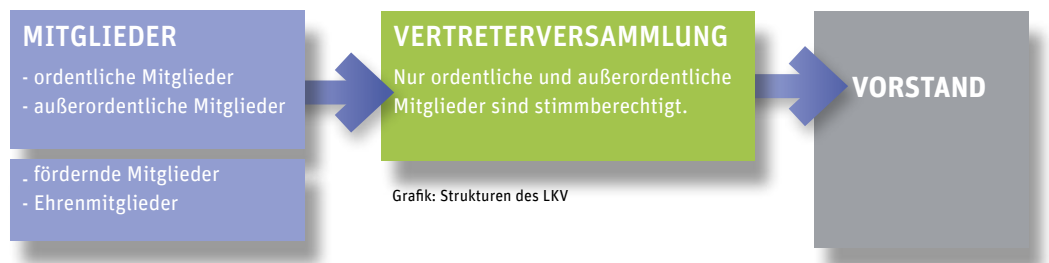 MITGLIEDER
- ordentliche Mitglieder
- außerordentliche Mitglieder
- fördernde Mitglieder
- Ehrenmitglieder
VERTRETERVERSAMMLUNG
Nur ordentliche und außerordentliche
Mitglieder sind stimmberechtigt.
Grafik: Strukturen des LKV
VORSTAND